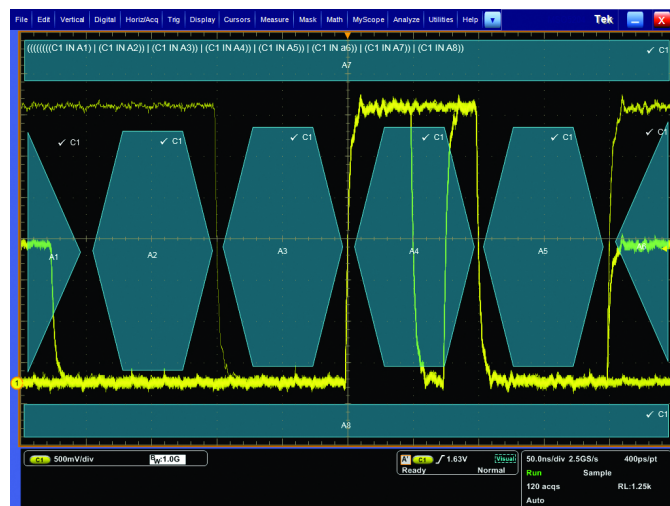 File Edit Vertical Digital Horiz/Acq Trig Display Cursors Measure Mask Math MyScope Analyze Utilities Help Tek X
((((((((C1 IN A1) | (C1 IN A2)) | (C1 IN A3)) | (C1 IN A4)) | (C1 IN A5)) | (C1 IN a6)) | (C1 IN A7)) | (C1 IN A8))
✓ C1
A7
✓ C1
✓ C1
✓ C1
✓ C1
✓ C1
✓ C1
A1
A2
A3
A4
A5
1
✓ C1
A8
C1 500mV/div BW:1.0G
A' C1 1.63V Visual
Ready Normal
50.0ns/div 2.5GS/s 400ps/pt
Run Sample
120 acqs RL:1.25k
Auto